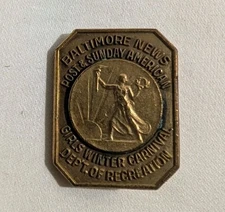 BALTIMORE NEWS
POST & SUNDAY AMERICAN
GIRLS WINTER CARNIVAL
DEPT. OF RECREATION